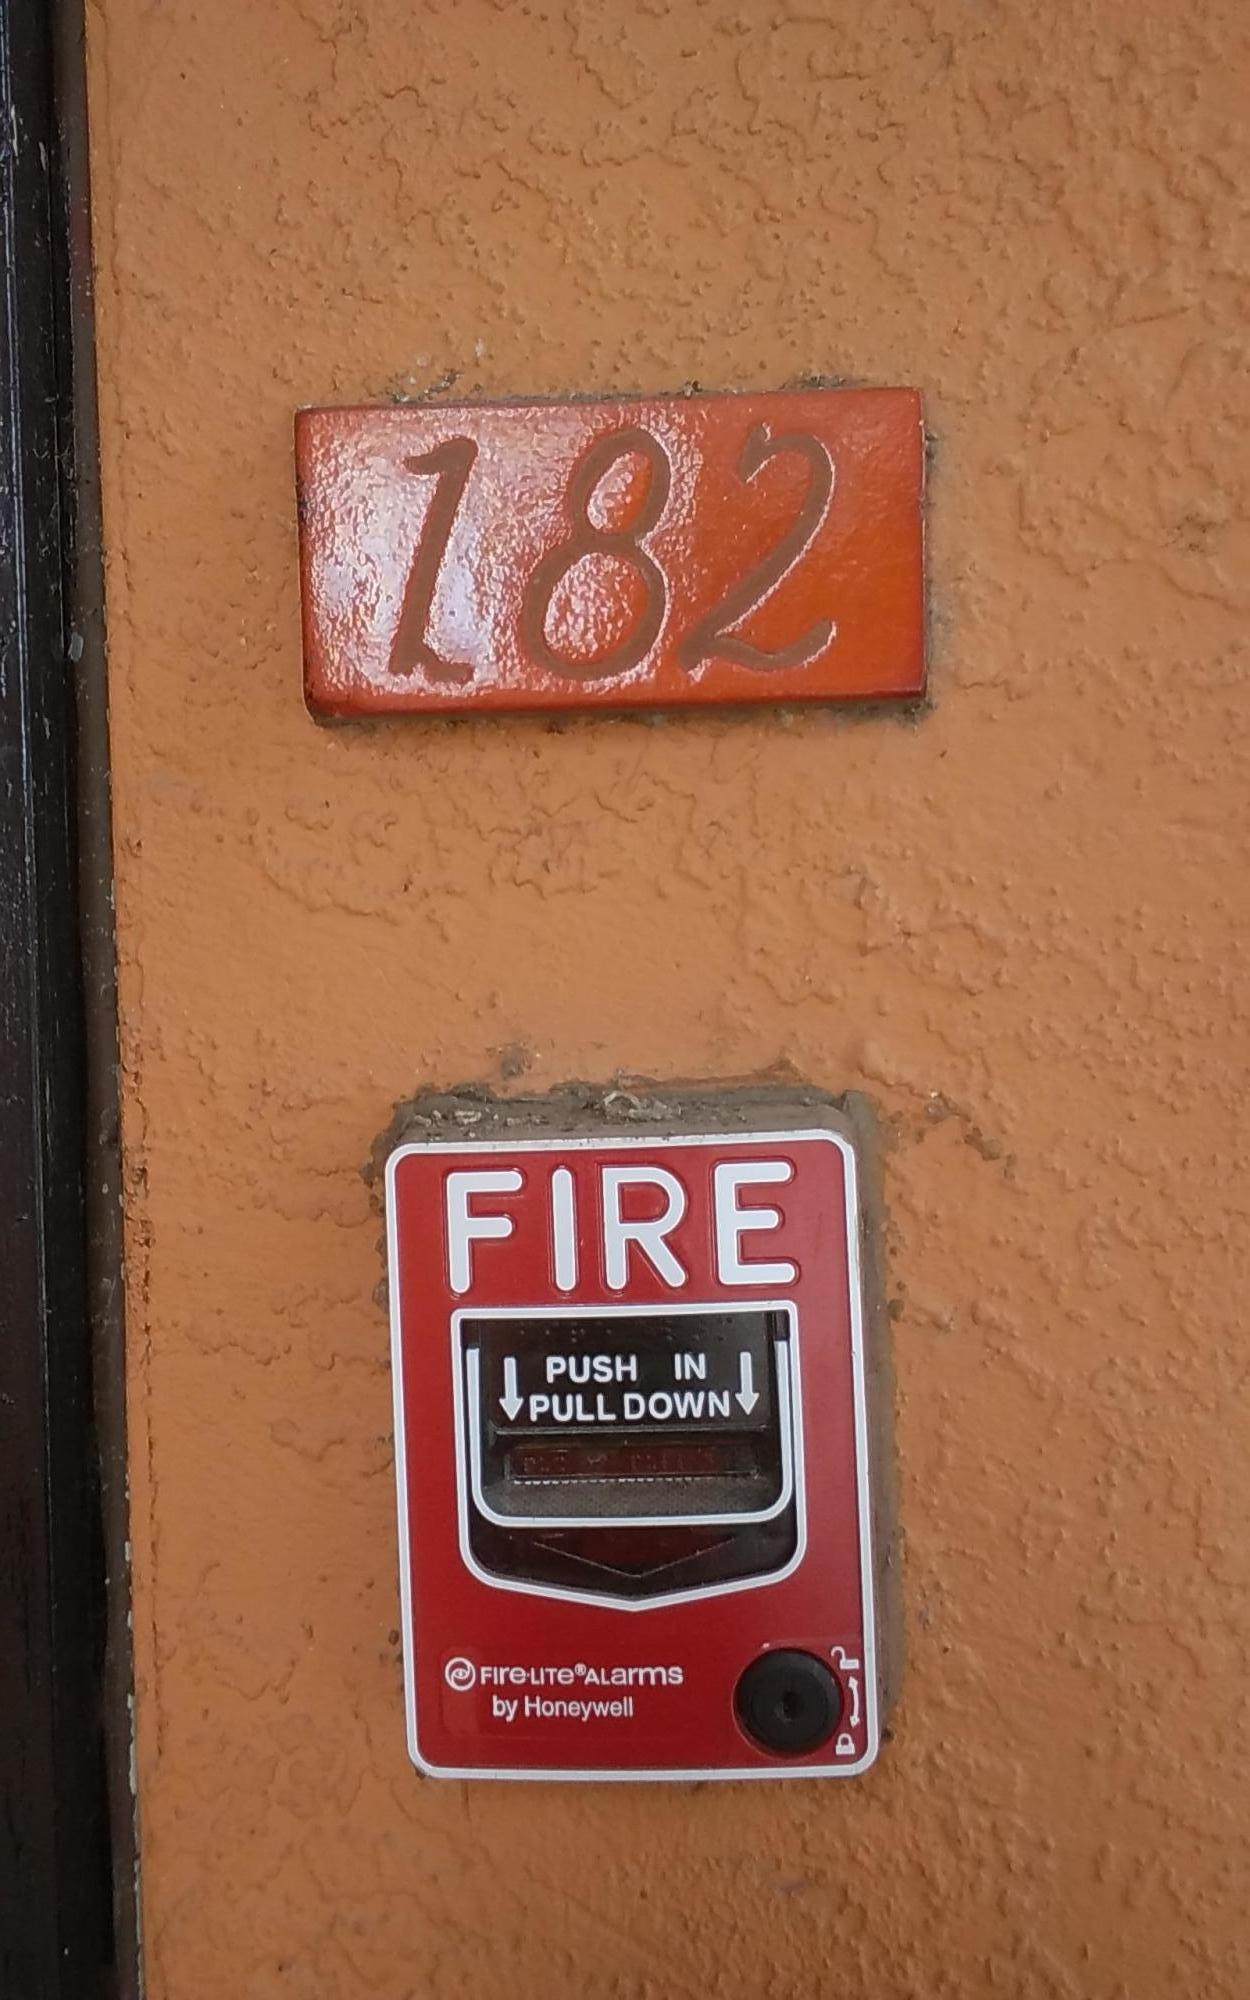 182
FIRE
PUSH IN
PULL DOWN
FIRE·LITE® ALARMS
by Honeywell